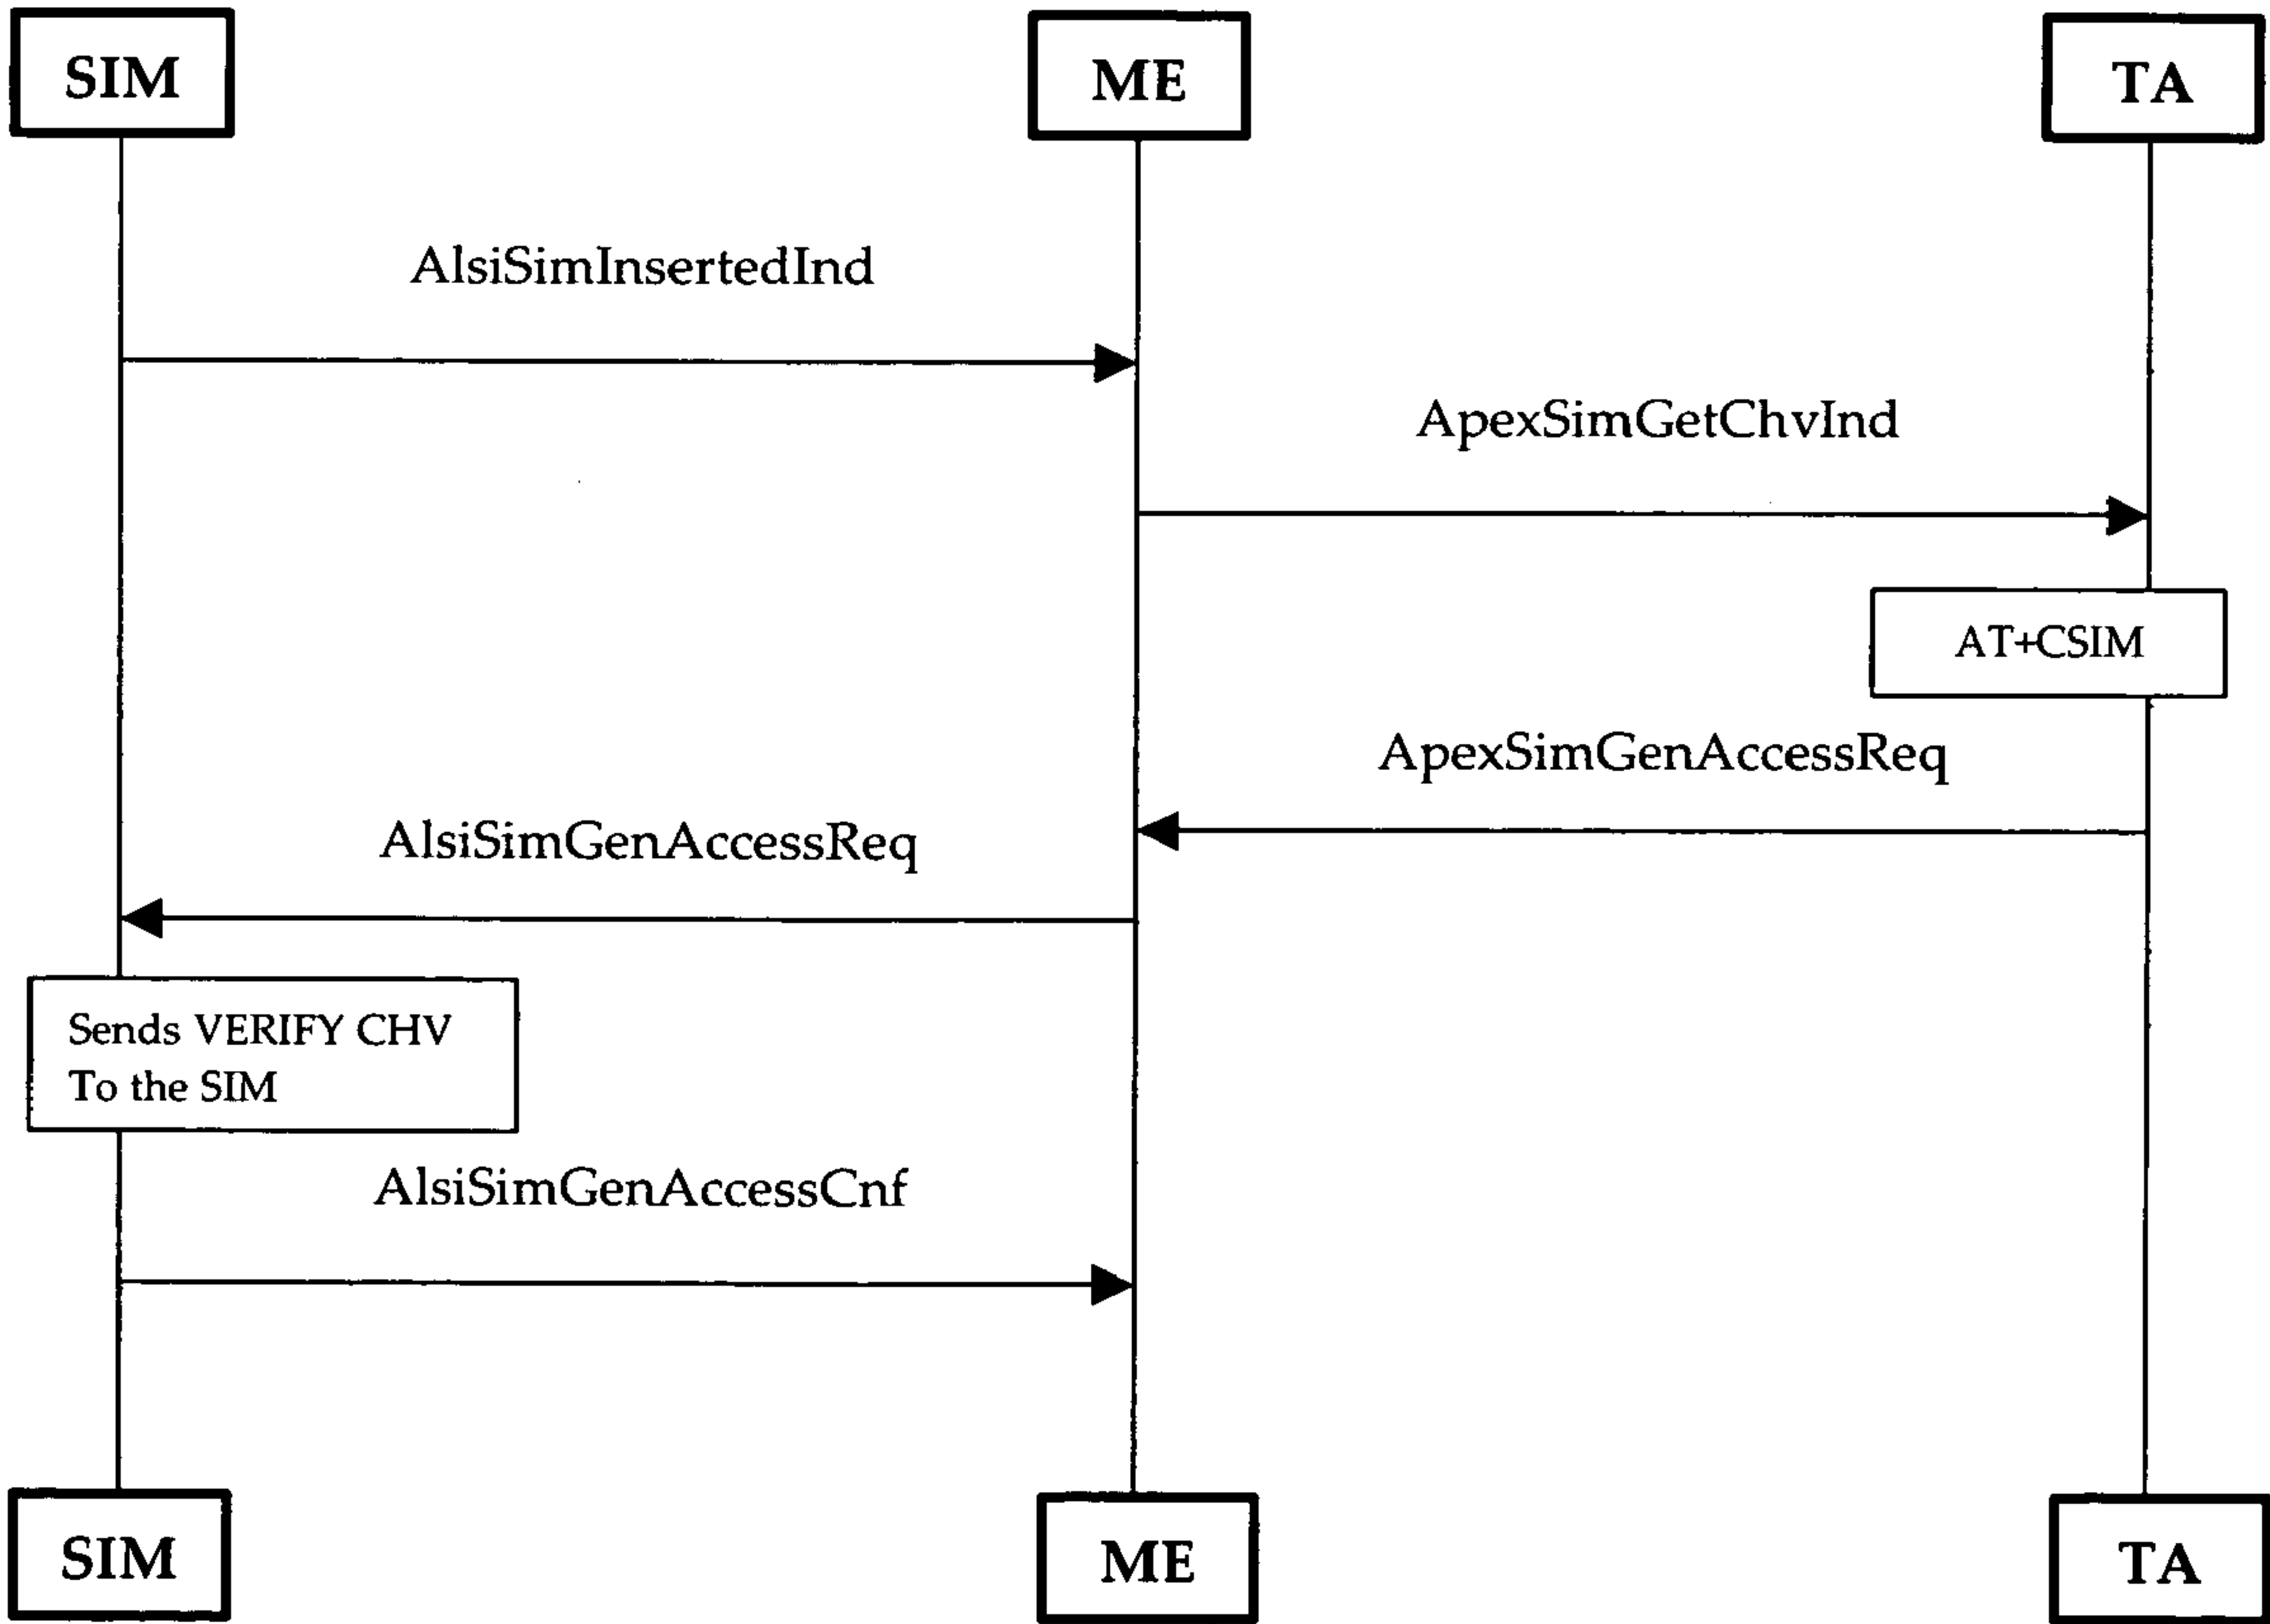 SIM
ME
TA
AlsiSimInsertedInd
ApexSimGetChvInd
AT+CSIM
ApexSimGenAccessReq
AlsiSimGenAccessReq
Sends VERIFY CHV
To the SIM
AlsiSimGenAccessCnf
SIM
ME
TA